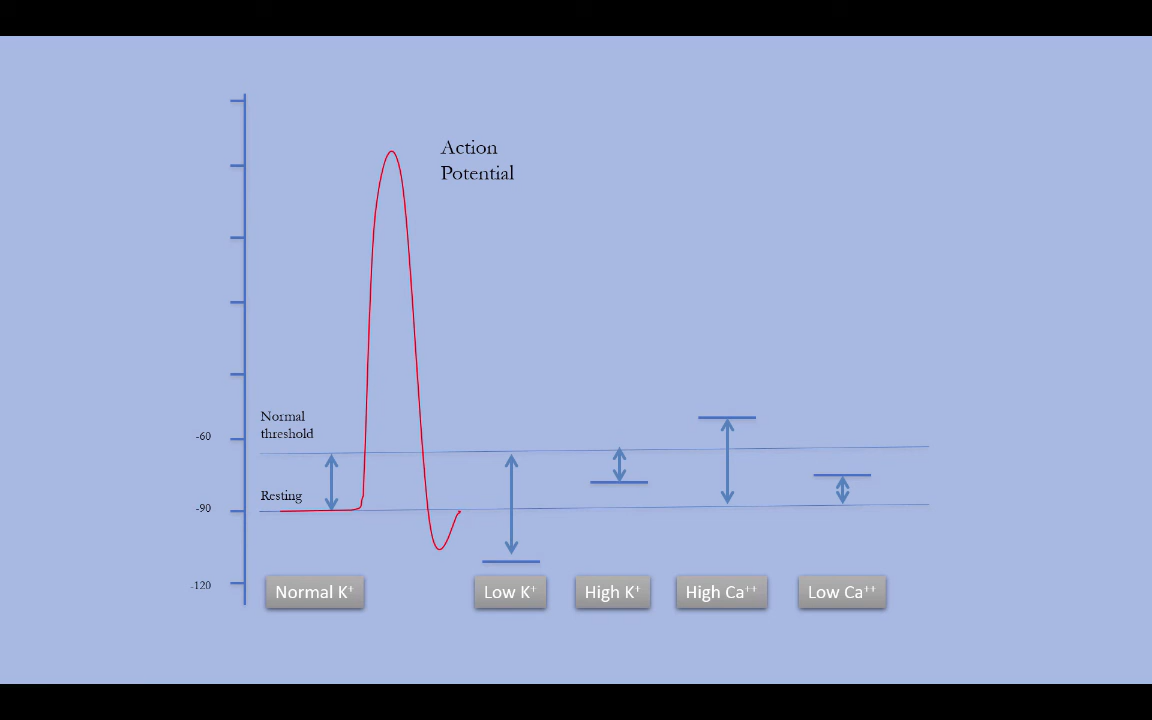 Action
Potential
Normal
threshold
-60
Resting
-90
-120
Normal K⁺
Low K⁺
High K⁺
High Ca⁺⁺
Low Ca⁺⁺